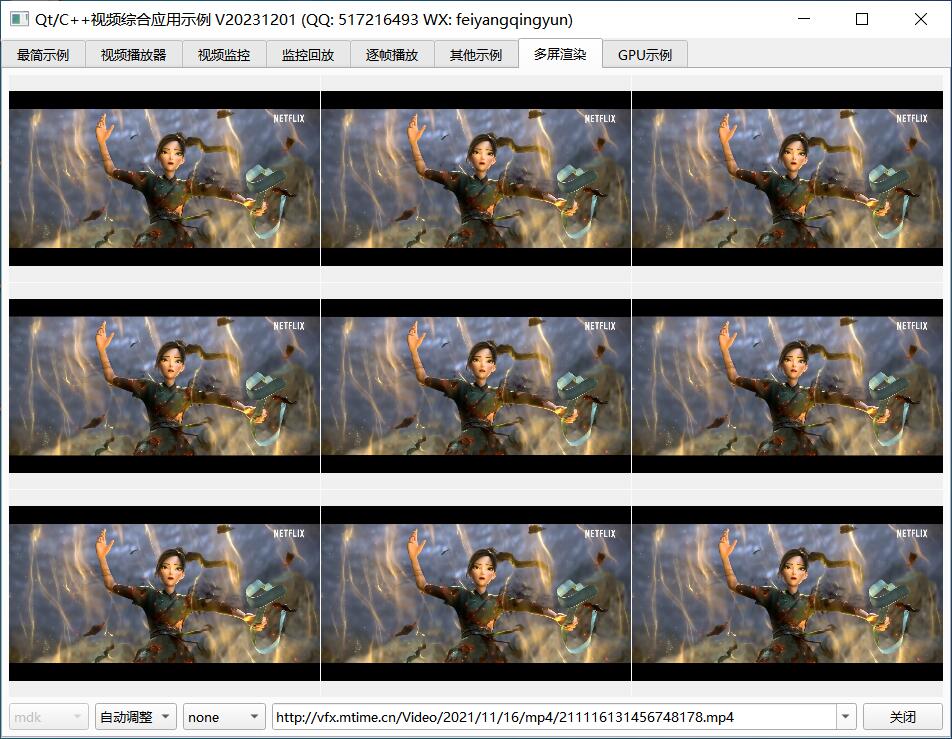 Qt/C++视频综合应用示例 V20231201 (QQ: 517216493 WX: feiyangqingyun)
最简示例 视频播放器 视频监控 监控回放 逐帧播放 其他示例 多屏渲染 GPU示例
NETFLIX NETFLIX NETFLIX
NETFLIX NETFLIX NETFLIX
NETFLIX NETFLIX NETFLIX
mdk 自动调整 none http://vfx.mtime.cn/Video/2021/11/16/mp4/211116131456748178.mp4 关闭